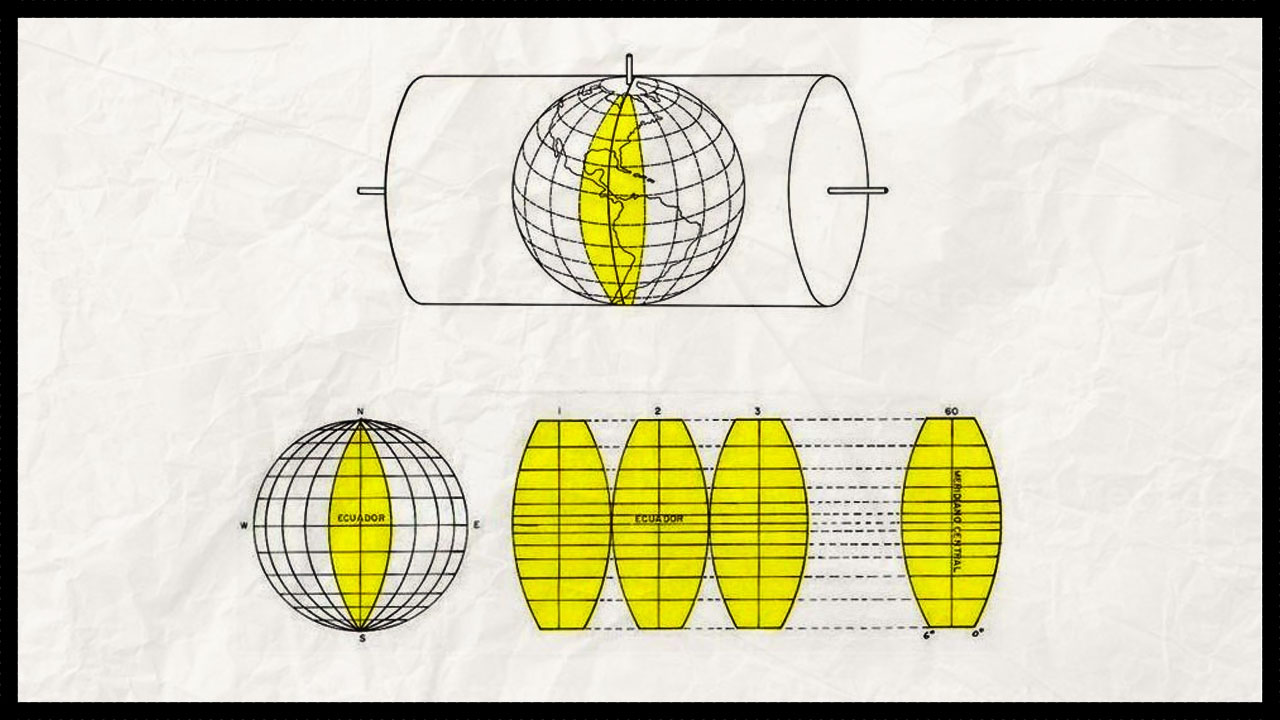 N
W
ECUADOR
E
S
1
2
3
60
ECUADOR
MERIDIANO CENTRAL
6°
0°